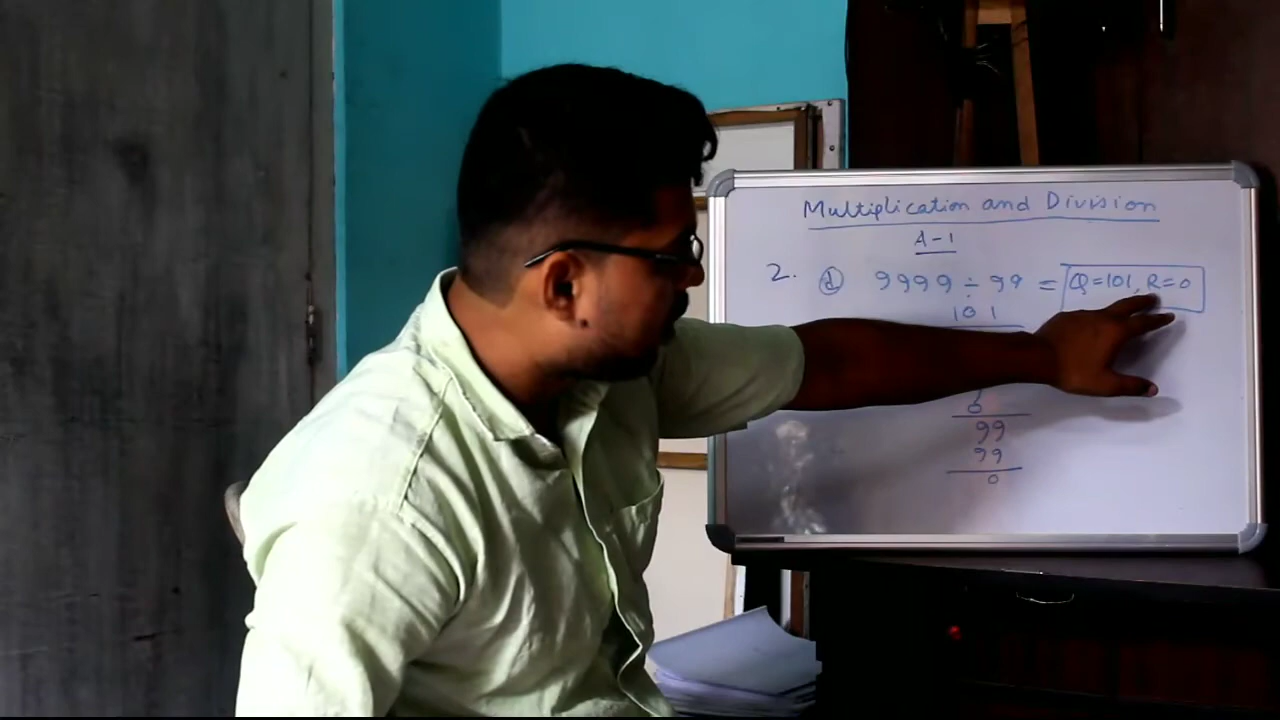 Multiplication and Division
A-1
2. (d) 9999 ÷ 99 = Q=101, R=0
101
0
99
99
0